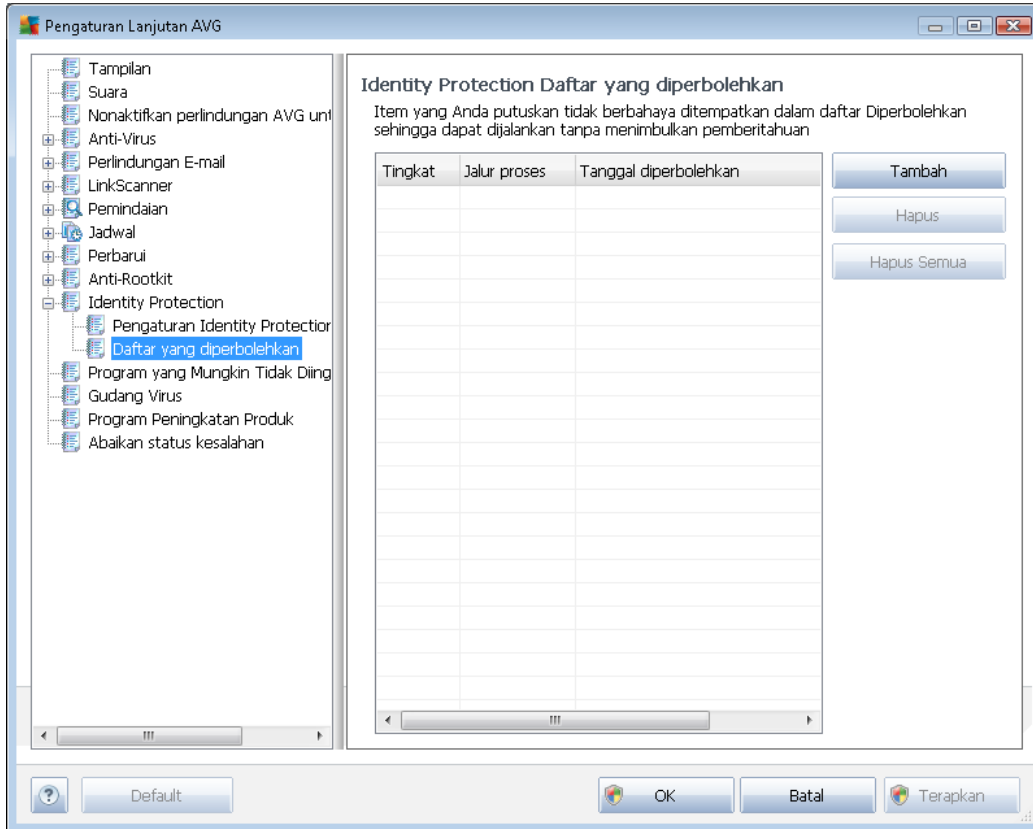 Pengaturan Lanjutan AVG
Tampilan
Suara
Nonaktifkan perlindungan AVG unt
Anti-Virus
Perlindungan E-mail
LinkScanner
Pemindaian
Jadwal
Perbarui
Anti-Rootkit
Identity Protection
Pengaturan Identity Protection
Daftar yang diperbolehkan
Program yang Mungkin Tidak Diing
Gudang Virus
Program Peningkatan Produk
Abaikan status kesalahan
Identity Protection Daftar yang diperbolehkan
Item yang Anda putuskan tidak berbahaya ditempatkan dalam daftar Diperbolehkan
sehingga dapat dijalankan tanpa menimbulkan pemberitahuan
Tingkat Jalur proses Tanggal diperbolehkan
Tambah
Hapus
Hapus Semua
? Default OK Batal Terapkan